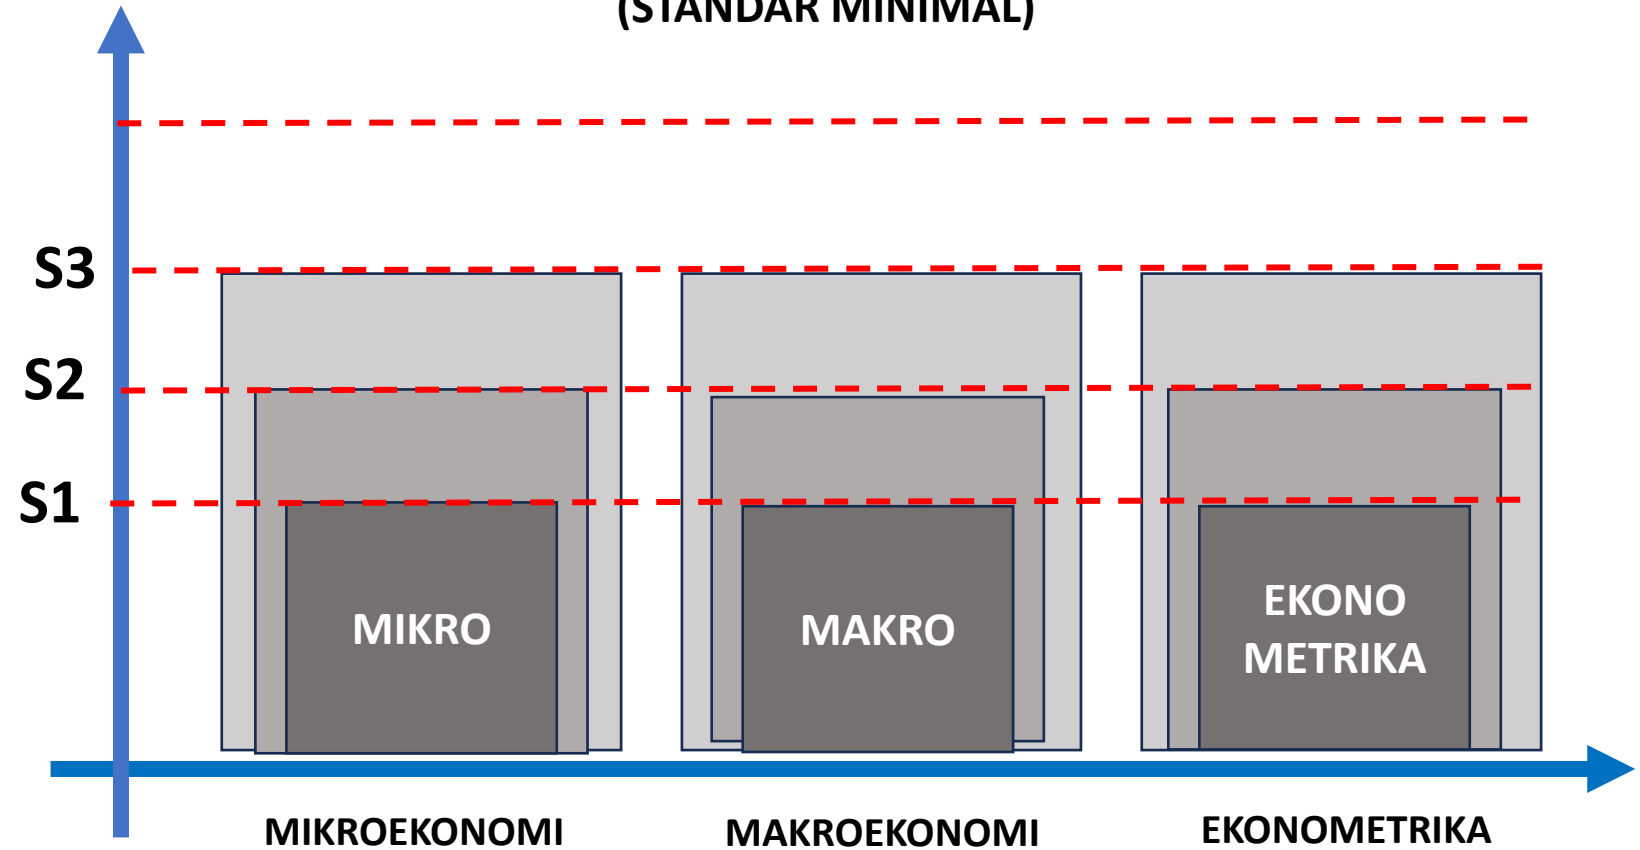 (STANDAR MINIMAL)
S3
S2
S1
MIKRO
MAKRO
EKONO
METRIKA
MIKROEKONOMI
MAKROEKONOMI
EKONOMETRIKA